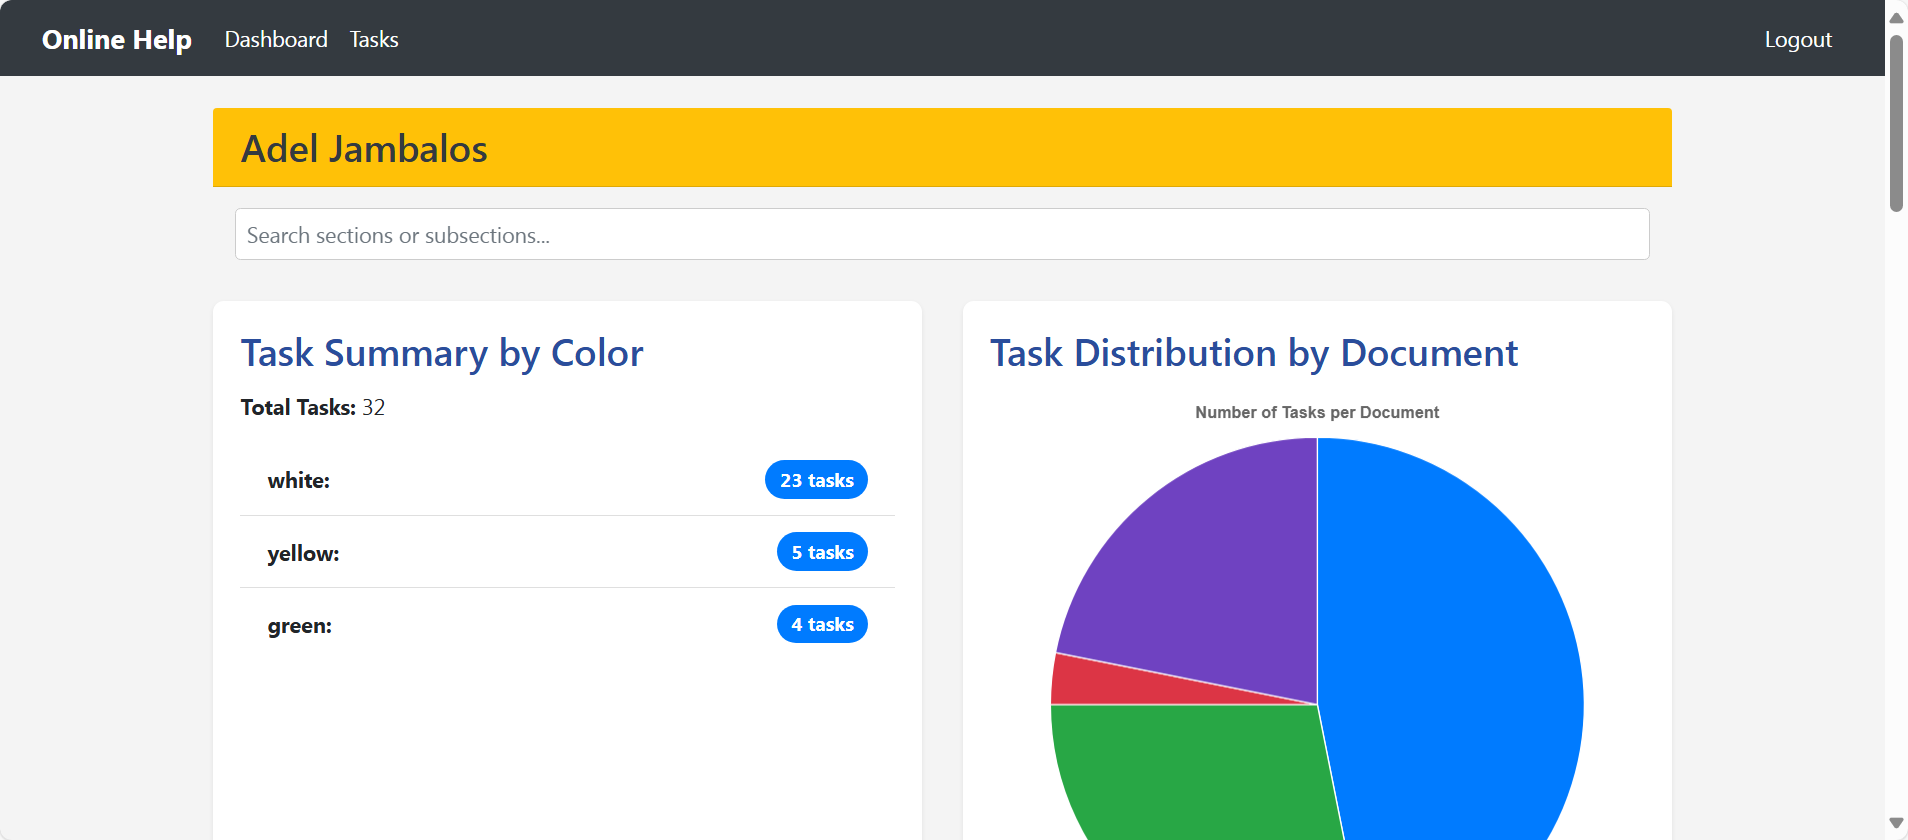 Online Help Dashboard Tasks Logout
Adel Jambalos
Search sections or subsections...
Task Summary by Color
Total Tasks: 32
white: 23 tasks
yellow: 5 tasks
green: 4 tasks
Task Distribution by Document
Number of Tasks per Document